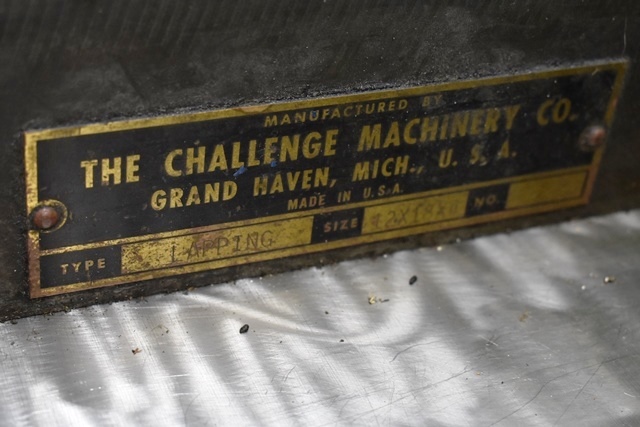 MANUFACTURED BY
THE CHALLENGE MACHINERY CO.
GRAND HAVEN, MICH., U. S. A.
MADE IN U.S.A.
TYPE LAPPING SIZE NO.